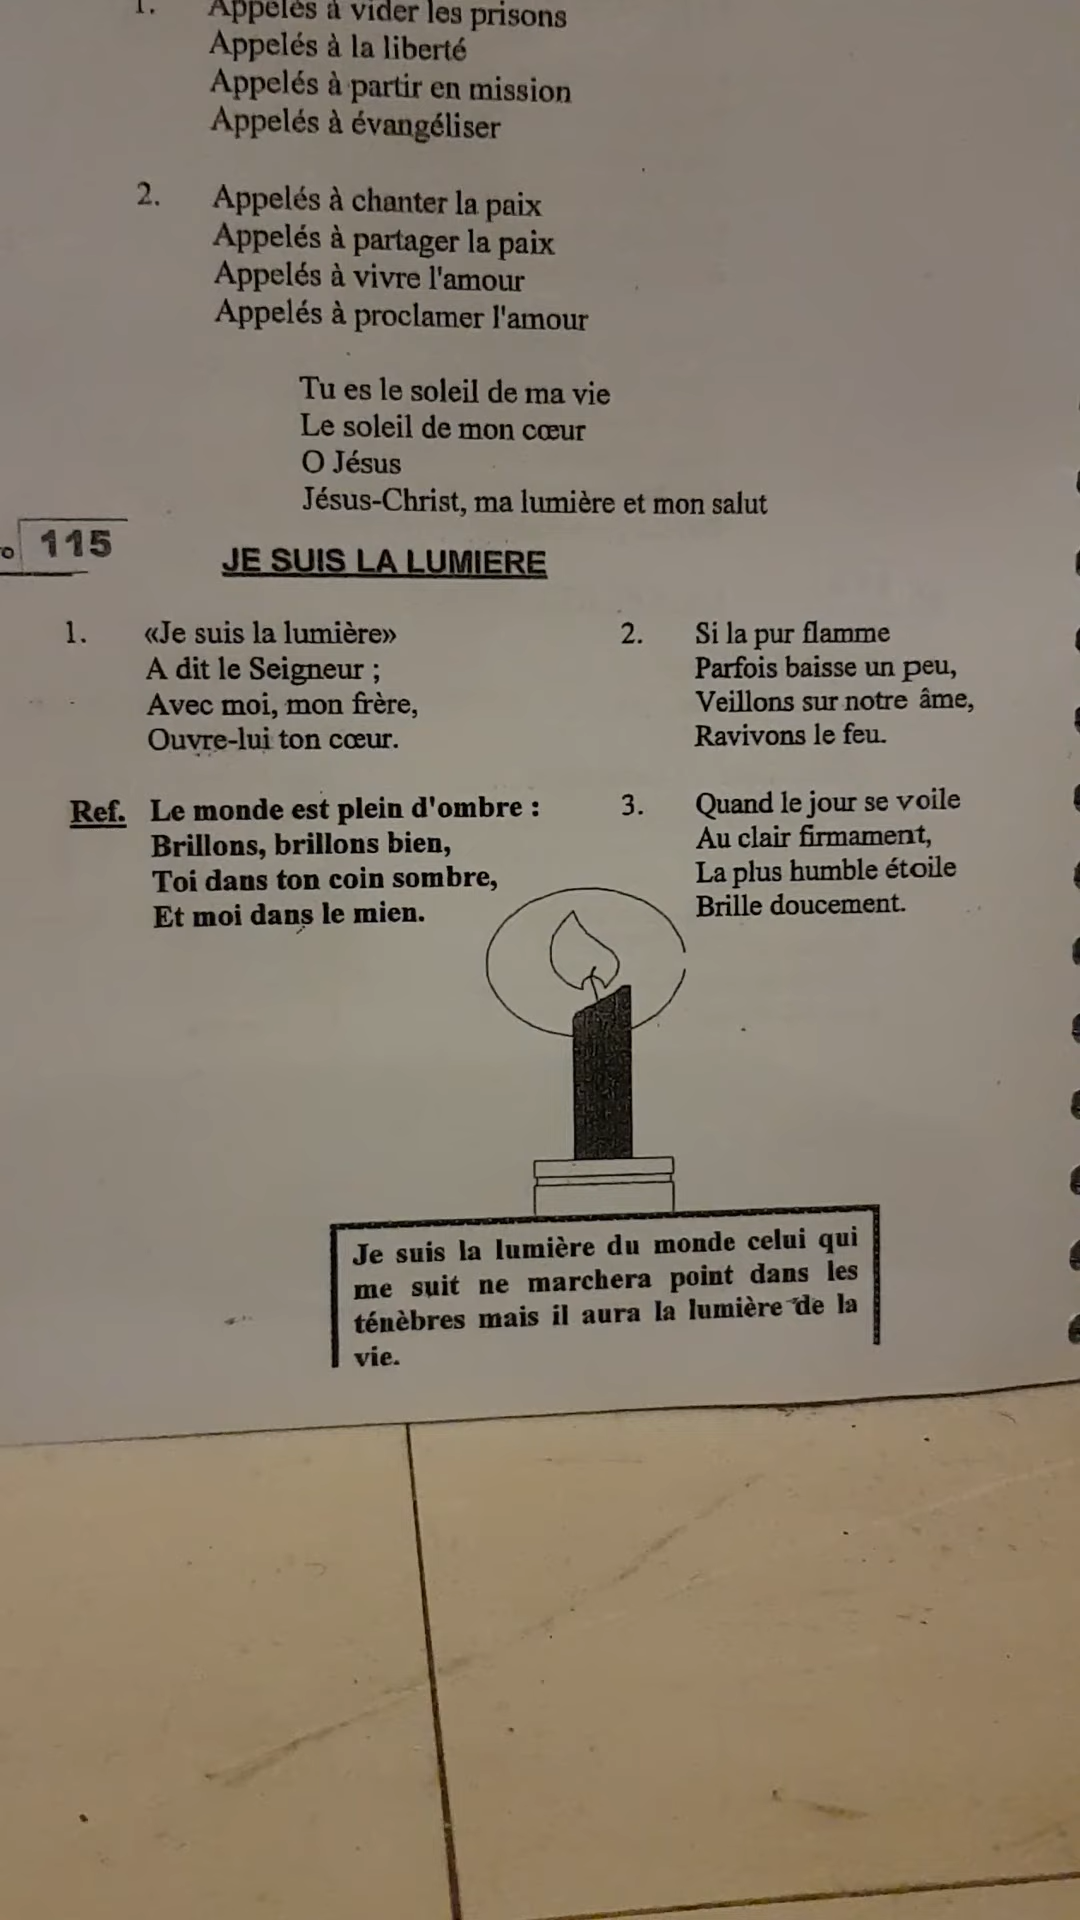 1. Appelés à vider les prisons
Appelés à la liberté
Appelés à partir en mission
Appelés à évangéliser
2. Appelés à chanter la paix
Appelés à partager la paix
Appelés à vivre l'amour
Appelés à proclamer l'amour
Tu es le soleil de ma vie
Le soleil de mon cœur
O Jésus
Jésus-Christ, ma lumière et mon salut
115
JE SUIS LA LUMIERE
1. «Je suis la lumière»
A dit le Seigneur ;
Avec moi, mon frère,
Ouvre-lui ton cœur.
Ref. Le monde est plein d'ombre :
Brillons, brillons bien,
Toi dans ton coin sombre,
Et moi dans le mien.
2. Si la pur flamme
Parfois baisse un peu,
Veillons sur notre âme,
Ravivons le feu.
3. Quand le jour se voile
Au clair firmament,
La plus humble étoile
Brille doucement.
Je suis la lumière du monde celui qui
me suit ne marchera point dans les
ténèbres mais il aura la lumière de la
vie.